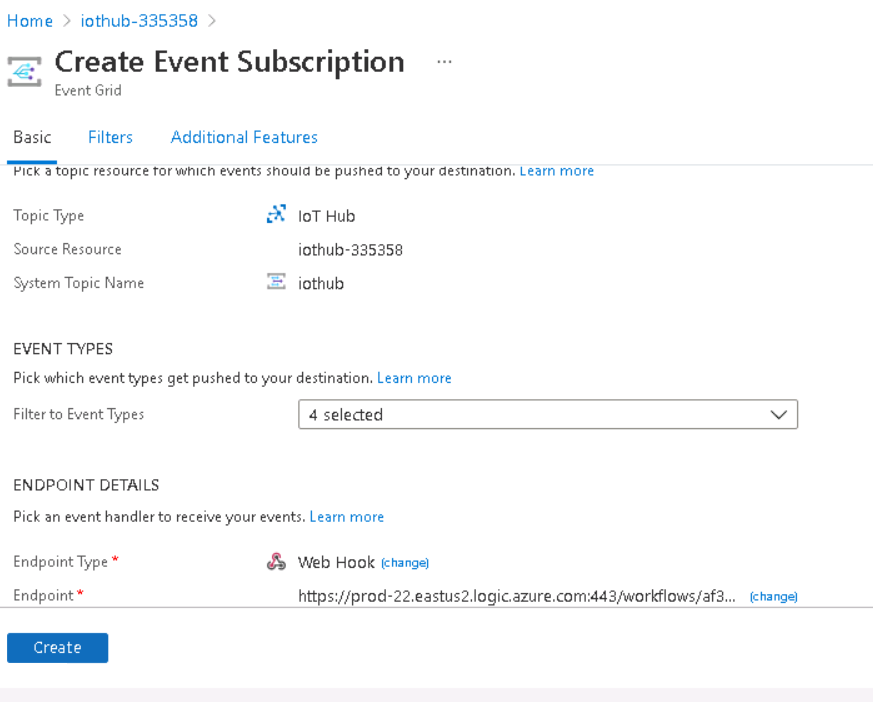 Home > iothub-335358 >
Create Event Subscription ...
Event Grid
Basic Filters Additional Features
Pick a topic resource for which events should be pushed to your destination. Learn more
Topic Type IoT Hub
Source Resource iothub-335358
System Topic Name iothub
EVENT TYPES
Pick which event types get pushed to your destination. Learn more
Filter to Event Types 4 selected
ENDPOINT DETAILS
Pick an event handler to receive your events. Learn more
Endpoint Type * Web Hook (change)
Endpoint * https://prod-22.eastus2.logic.azure.com:443/workflows/af3... (change)
Create